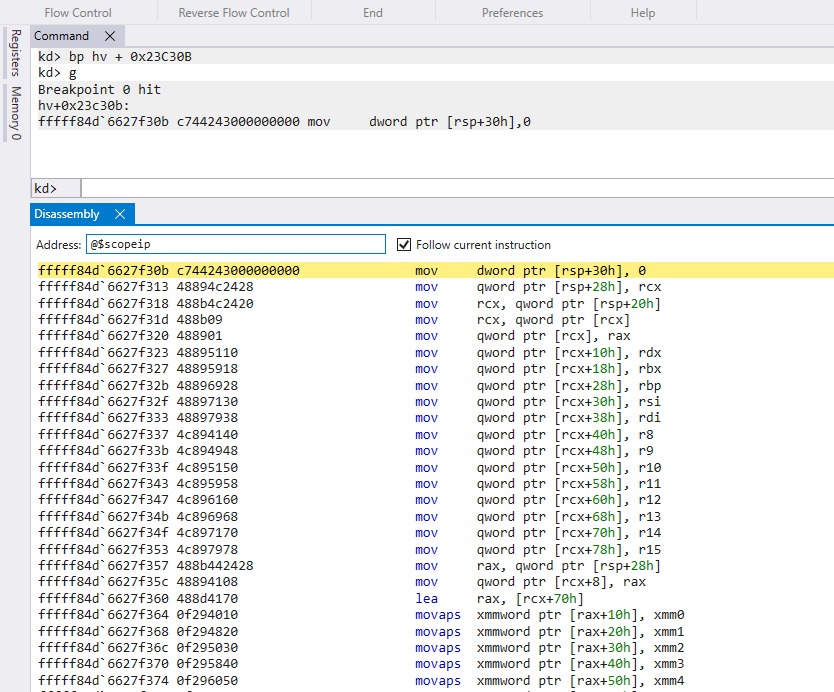 Flow Control Reverse Flow Control End Preferences Help
Registers
Memory 0
Command
kd> bp hv + 0x23C30B
kd> g
Breakpoint 0 hit
hv+0x23c30b:
fffff84d`6627f30b c744243000000000 mov dword ptr [rsp+30h],0
kd>
Disassembly
Address: @$scopeip Follow current instruction
fffff84d`6627f30b c744243000000000 mov dword ptr [rsp+30h], 0
fffff84d`6627f313 48894c2428 mov qword ptr [rsp+28h], rcx
fffff84d`6627f318 488b4c2420 mov rcx, qword ptr [rsp+20h]
fffff84d`6627f31d 488b09 mov rcx, qword ptr [rcx]
fffff84d`6627f320 488901 mov qword ptr [rcx], rax
fffff84d`6627f323 48895110 mov qword ptr [rcx+10h], rdx
fffff84d`6627f327 48895918 mov qword ptr [rcx+18h], rbx
fffff84d`6627f32b 48896928 mov qword ptr [rcx+28h], rbp
fffff84d`6627f32f 48897130 mov qword ptr [rcx+30h], rsi
fffff84d`6627f333 48897938 mov qword ptr [rcx+38h], rdi
fffff84d`6627f337 4c894140 mov qword ptr [rcx+40h], r8
fffff84d`6627f33b 4c894948 mov qword ptr [rcx+48h], r9
fffff84d`6627f33f 4c895150 mov qword ptr [rcx+50h], r10
fffff84d`6627f343 4c895958 mov qword ptr [rcx+58h], r11
fffff84d`6627f347 4c896160 mov qword ptr [rcx+60h], r12
fffff84d`6627f34b 4c896968 mov qword ptr [rcx+68h], r13
fffff84d`6627f34f 4c897170 mov qword ptr [rcx+70h], r14
fffff84d`6627f353 4c897978 mov qword ptr [rcx+78h], r15
fffff84d`6627f357 488b442428 mov rax, qword ptr [rsp+28h]
fffff84d`6627f35c 48894108 mov qword ptr [rcx+8], rax
fffff84d`6627f360 488d4170 lea rax, [rcx+70h]
fffff84d`6627f364 0f294010 movaps xmmword ptr [rax+10h], xmm0
fffff84d`6627f368 0f294820 movaps xmmword ptr [rax+20h], xmm1
fffff84d`6627f36c 0f295030 movaps xmmword ptr [rax+30h], xmm2
fffff84d`6627f370 0f295840 movaps xmmword ptr [rax+40h], xmm3
fffff84d`6627f374 0f296050 movaps xmmword ptr [rax+50h], xmm4